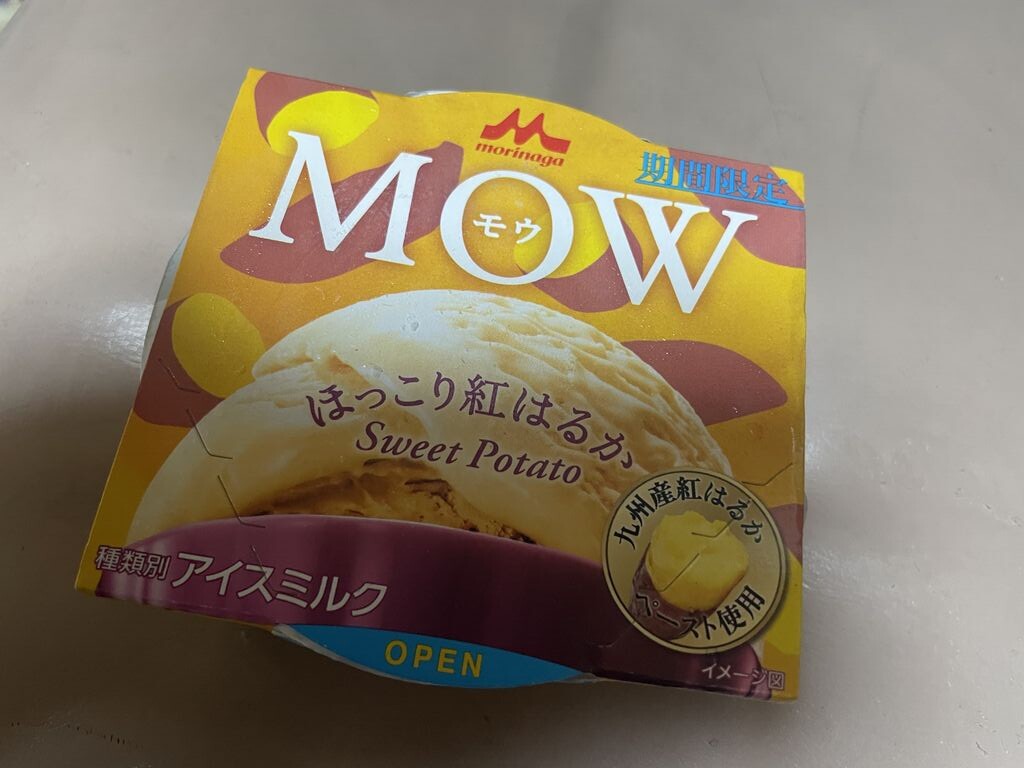 morinaga
期間限定
MOW
モウ
ほっこり紅はるか
Sweet Potato
九州産紅はるか
ペースト使用
種類別 アイスミルク
イメージ図
OPEN